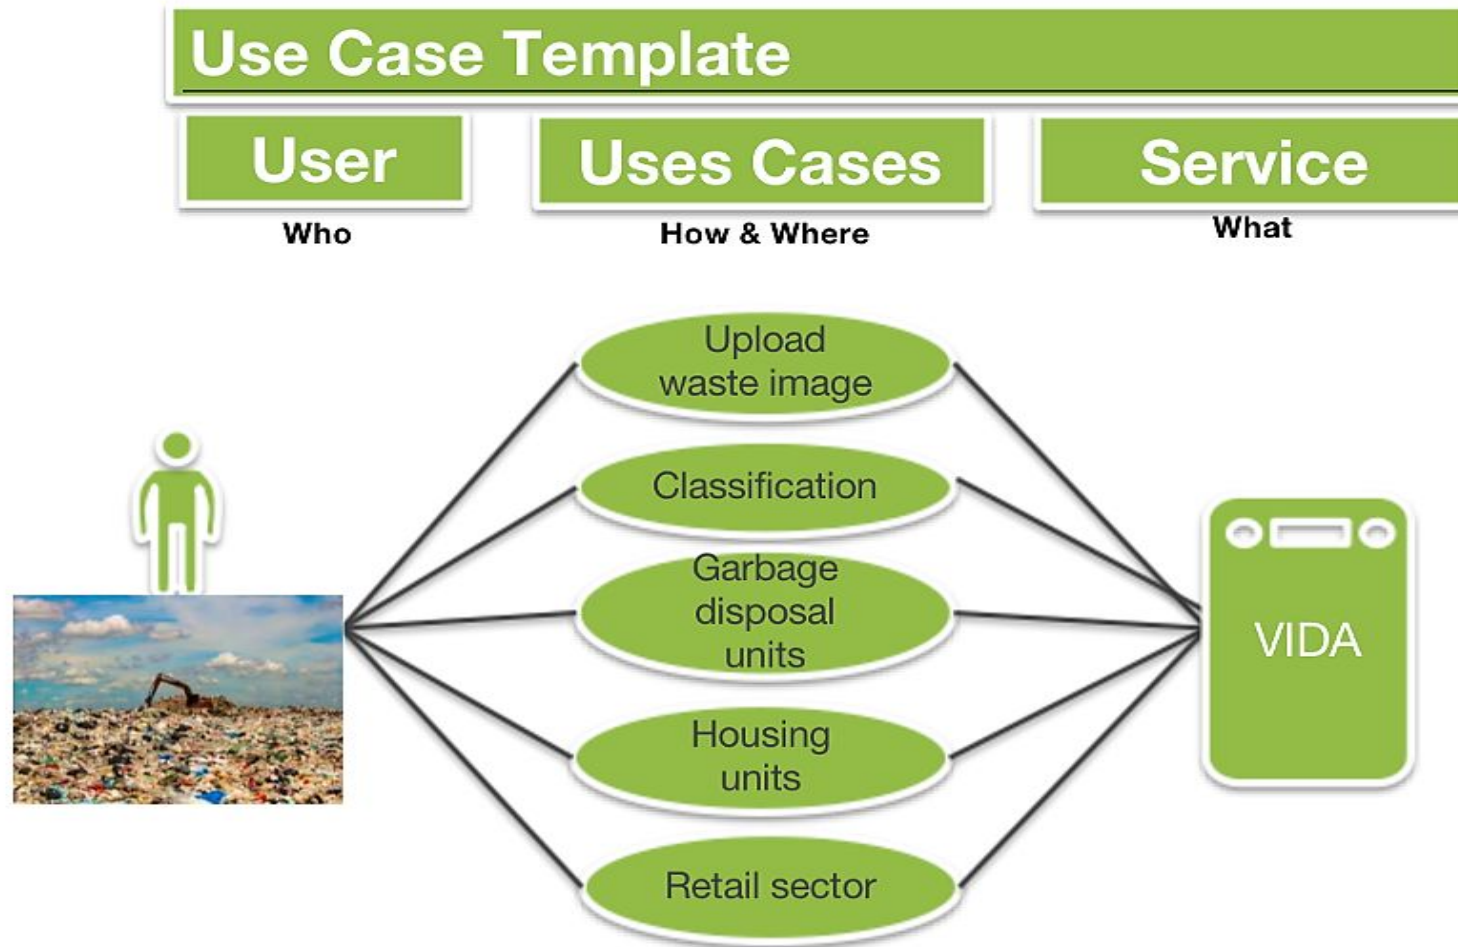 Use Case Template
User
Uses Cases
Service
Who
How & Where
What
Upload
waste image
Classification
Garbage
disposal
units
Housing
units
Retail sector
VIDA